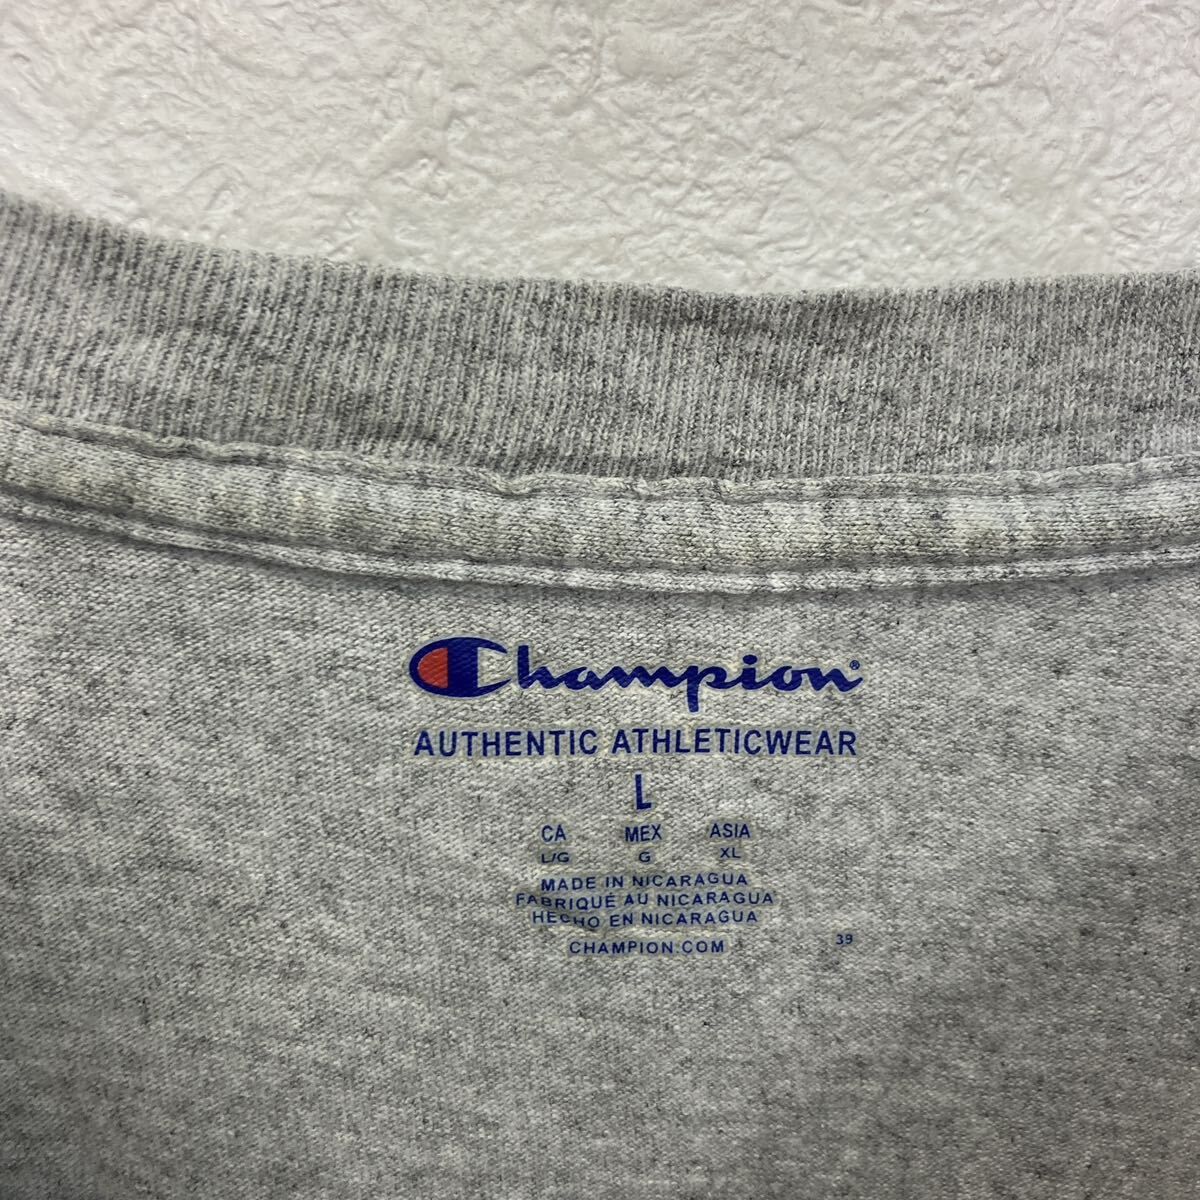 Champion®
AUTHENTIC ATHLETICWEAR
L
CA MEX ASIA
L/G G XL
MADE IN NICARAGUA
FABRIQUÉ AU NICARAGUA
HECHO EN NICARAGUA
CHAMPION.COM 39